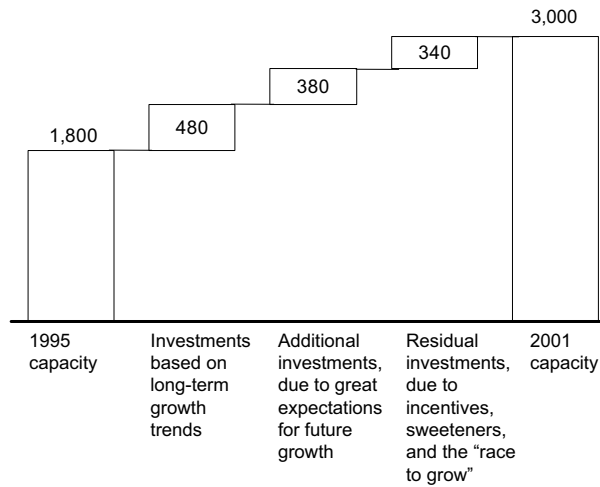 3,000
340
380
480
1,800
1995
capacity
Investments
based on
long-term
growth
trends
Additional
investments,
due to great
expectations
for future
growth
Residual
investments,
due to
incentives,
sweeteners,
and the “race
to grow”
2001
capacity